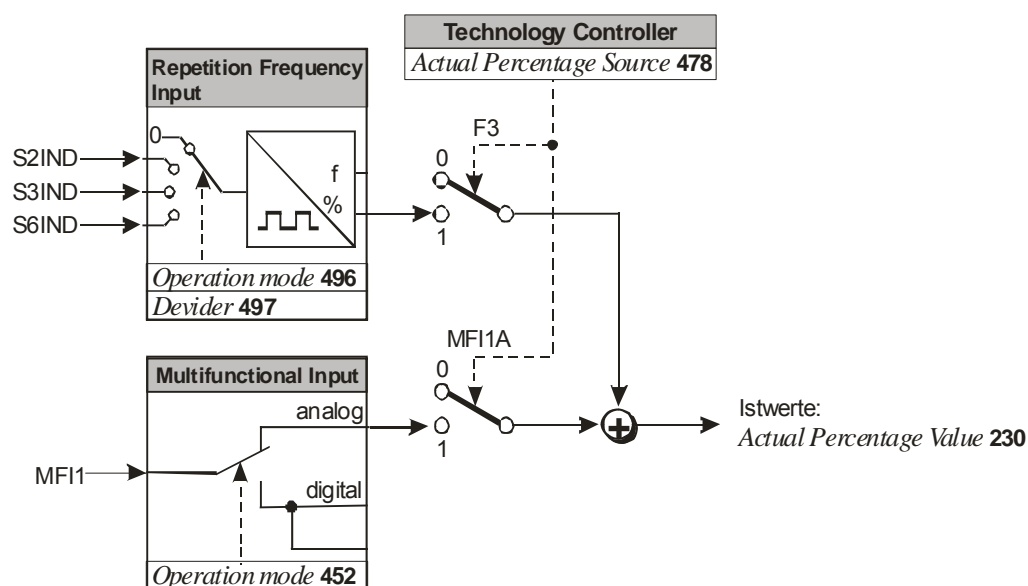 Technology Controller
Actual Percentage Source 478
Repetition Frequency
Input
0
S2IND
S3IND
S6IND
f
%
Operation mode 496
Devider 497
F3
0
1
MFI1A
0
1
Multifunctional Input
analog
MFI1
digital
Operation mode 452
+
Istwerte:
Actual Percentage Value 230